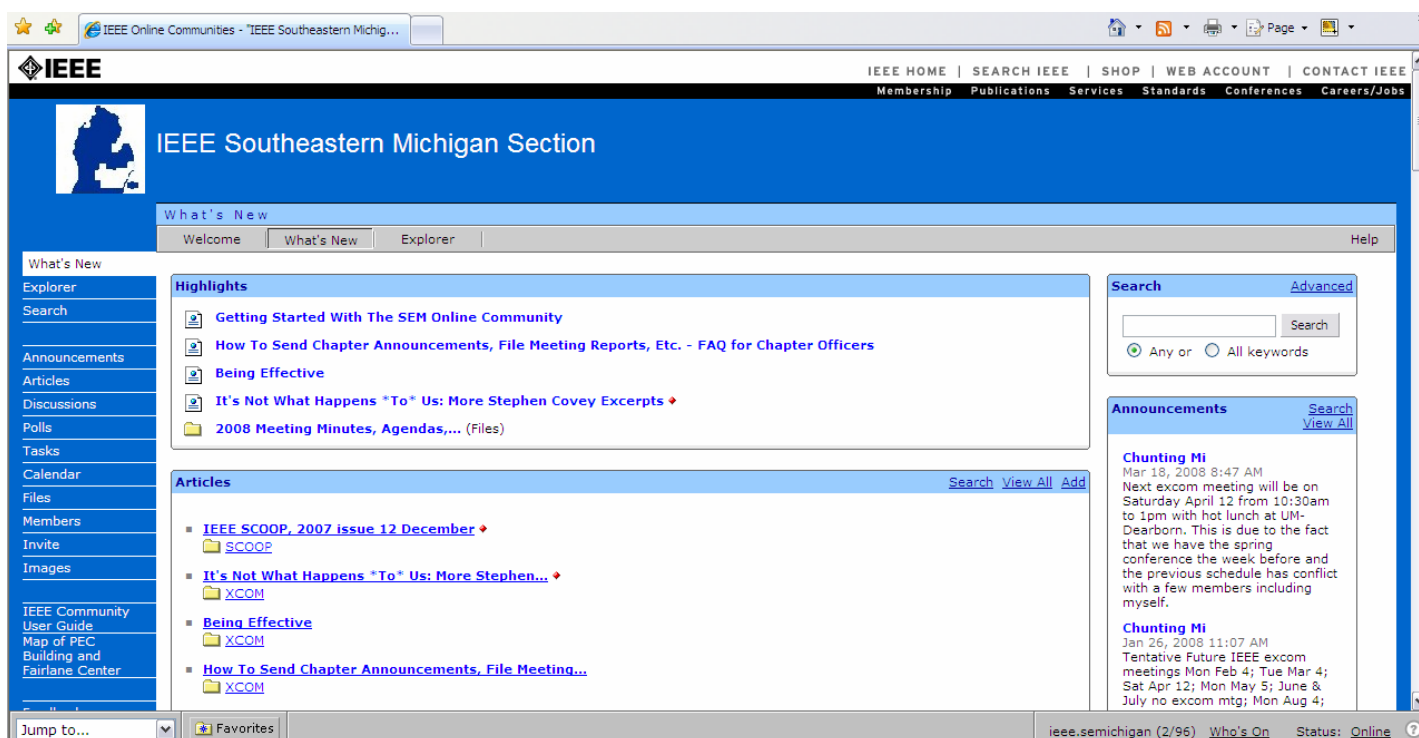 IEEE Online Communities - "IEEE Southeastern Michig...
Page
IEEE
IEEE HOME | SEARCH IEEE | SHOP | WEB ACCOUNT | CONTACT IEEE
Membership Publications Services Standards Conferences Careers/Jobs
IEEE Southeastern Michigan Section
What's New
Welcome What's New Explorer Help
What's New
Explorer
Search
Announcements
Articles
Discussions
Polls
Tasks
Calendar
Files
Members
Invite
Images
IEEE Community
User Guide
Map of PEC
Building and
Fairlane Center
Highlights
Getting Started With The SEM Online Community
How To Send Chapter Announcements, File Meeting Reports, Etc. - FAQ for Chapter Officers
Being Effective
It's Not What Happens *To* Us: More Stephen Covey Excerpts
2008 Meeting Minutes, Agendas,... (Files)
Articles Search View All Add
IEEE SCOOP, 2007 issue 12 December
SCOOP
It's Not What Happens *To* Us: More Stephen...
XCOM
Being Effective
XCOM
How To Send Chapter Announcements, File Meeting...
XCOM
Search Advanced
Search
Any or All keywords
Announcements Search
View All
Chunting Mi
Mar 18, 2008 8:47 AM
Next excom meeting will be on
Saturday April 12 from 10:30am
to 1pm with hot lunch at UM-
Dearborn. This is due to the fact
that we have the spring
conference the week before and
the previous schedule has conflict
with a few members including
myself.
Chunting Mi
Jan 26, 2008 11:07 AM
Tentative Future IEEE excom
meetings Mon Feb 4; Tue Mar 4;
Sat Apr 12; Mon May 5; June &
July no excom mtg; Mon Aug 4;
Jump to... Favorites ieee.semichigan (2/96) Who's On Status: Online ?